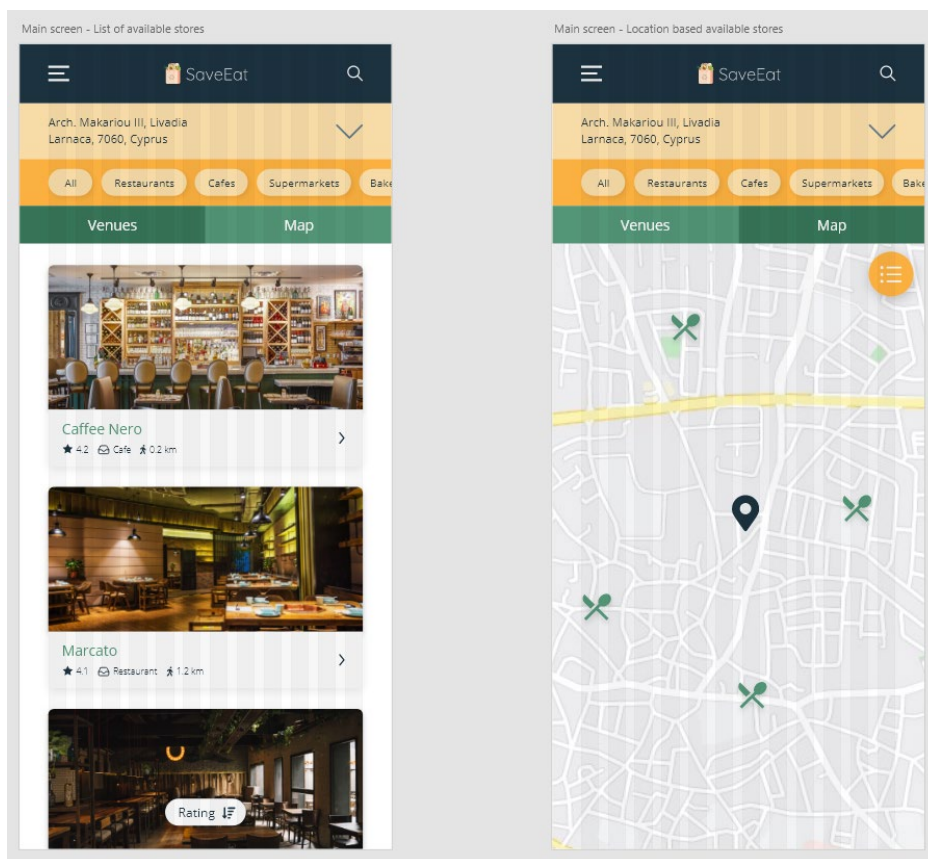 Main screen - List of available stores
SaveEat
Arch. Makariou III, Livadia
Larnaca, 7060, Cyprus
All Restaurants Cafes Supermarkets Bake
Venues Map
Caffee Nero
4.2 Cafe 0.2 km
Marcato
4.1 Restaurant 1.2 km
Rating
Main screen - Location based available stores
SaveEat
Arch. Makariou III, Livadia
Larnaca, 7060, Cyprus
All Restaurants Cafes Supermarkets Bake
Venues Map